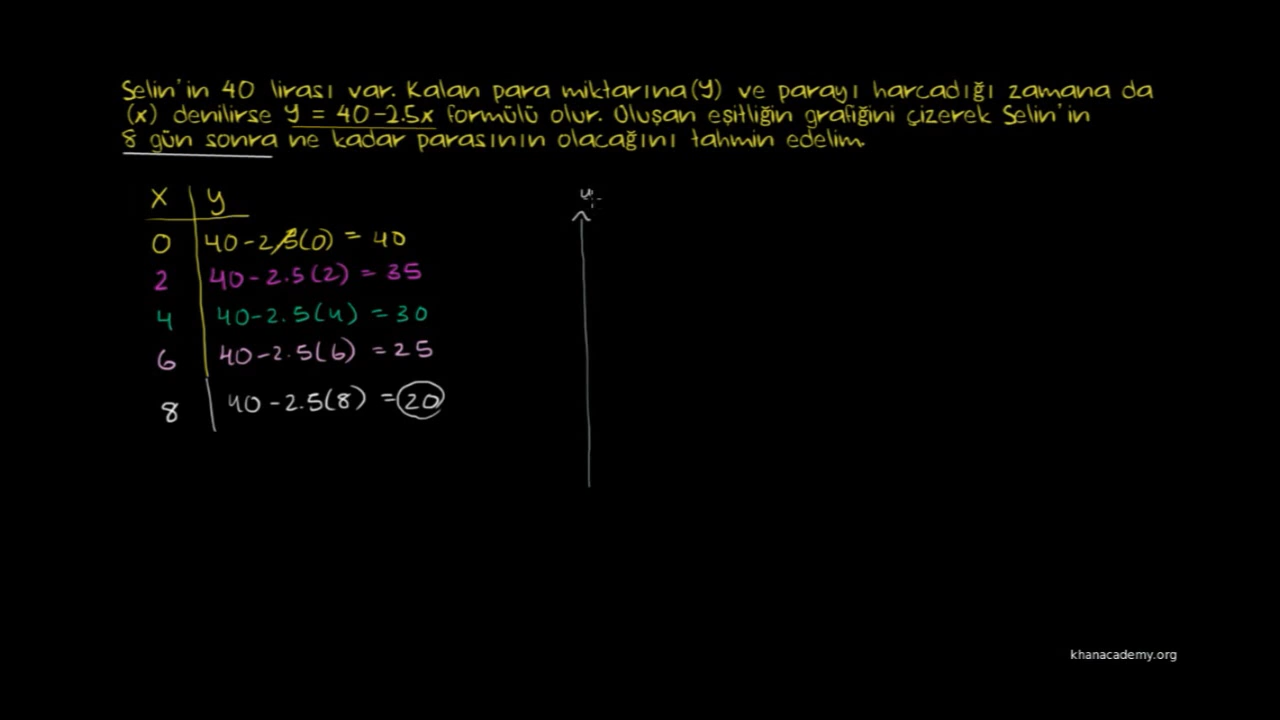 Selin'in 40 lirası var. Kalan para miktarına (y) ve parayı harcadığı zamana da
(x) denilirse y = 40-2.5x formülü olur. Oluşan eşitliğin grafiğini çizerek Selin'in
8 gün sonra ne kadar parasının olacağını tahmin edelim.
x y
0 40-2.5(0) = 40
2 40-2.5(2) = 35
4 40-2.5(4) = 30
6 40-2.5(6) = 25
8 40-2.5(8) = 20
khanacademy.org